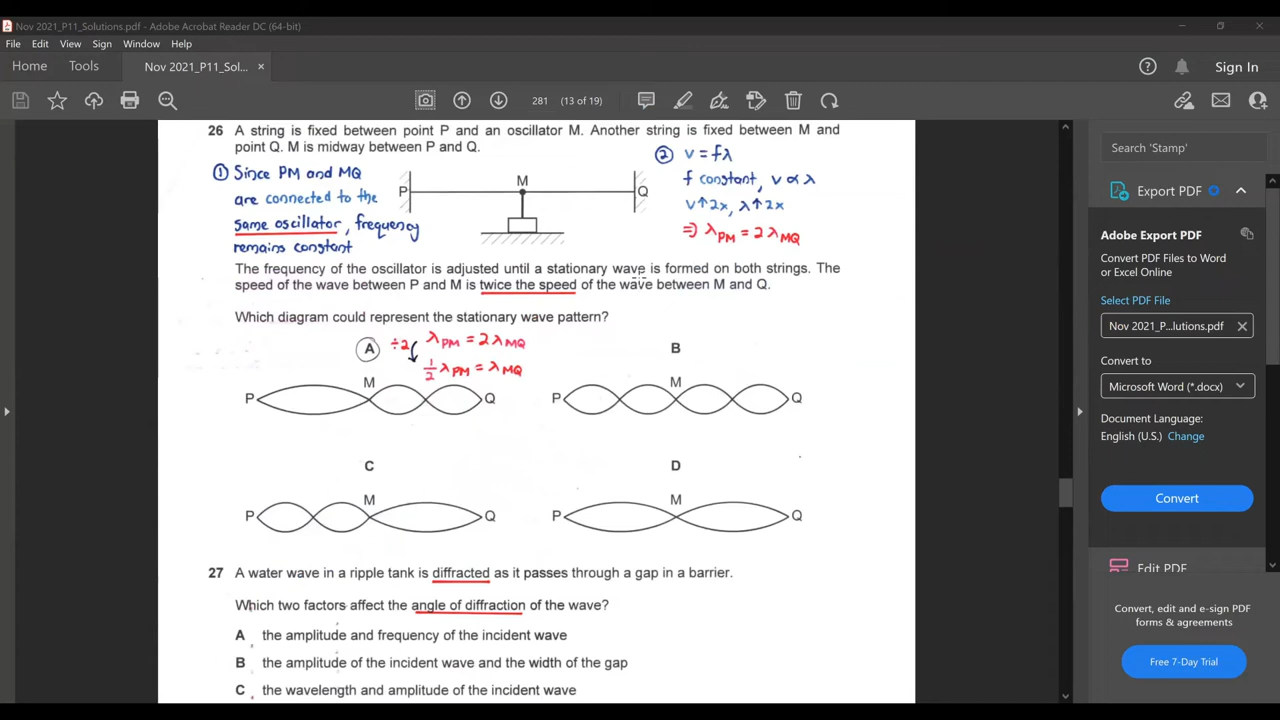 Nov 2021_P11_Solutions.pdf - Adobe Acrobat Reader DC (64-bit)
File Edit View Sign Window Help
Home Tools Nov 2021_P11_Sol... × Sign In
281 (13 of 19)
26 A string is fixed between point P and an oscillator M. Another string is fixed between M and
point Q. M is midway between P and Q.
① Since PM and MQ
are connected to the
same oscillator, frequency
remains constant
P M Q
② v = fλ
f constant, v ∝ λ
v↑2x, λ↑2x
⇒ λPM = 2λMQ
The frequency of the oscillator is adjusted until a stationary wave is formed on both strings. The
speed of the wave between P and M is twice the speed of the wave between M and Q.
Which diagram could represent the stationary wave pattern?
A ÷2 λPM = 2λMQ
½ λPM = λMQ
P M Q
B
P M Q
C
P M Q
D
P M Q
27 A water wave in a ripple tank is diffracted as it passes through a gap in a barrier.
Which two factors affect the angle of diffraction of the wave?
A the amplitude and frequency of the incident wave
B the amplitude of the incident wave and the width of the gap
C the wavelength and amplitude of the incident wave
Search 'Stamp'
Export PDF
Adobe Export PDF
Convert PDF Files to Word
or Excel Online
Select PDF File
Nov 2021_P...lutions.pdf ×
Convert to
Microsoft Word (*.docx)
Document Language:
English (U.S.) Change
Convert
Edit PDF
Convert, edit and e-sign PDF
forms & agreements
Free 7-Day Trial